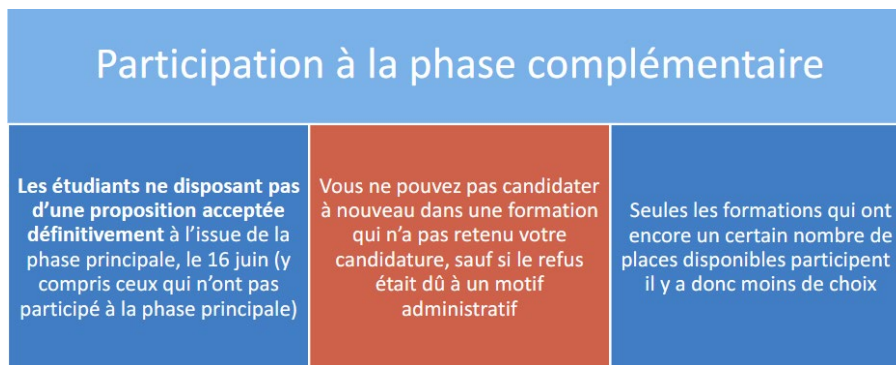 Participation à la phase complémentaire
Les étudiants ne disposant pas
d'une proposition acceptée
définitivement à l'issue de la
phase principale, le 16 juin (y
compris ceux qui n'ont pas
participé à la phase principale)
Vous ne pouvez pas candidater
à nouveau dans une formation
qui n'a pas retenu votre
candidature, sauf si le refus
était dû à un motif
administratif
Seules les formations qui ont
encore un certain nombre de
places disponibles participent
il y a donc moins de choix